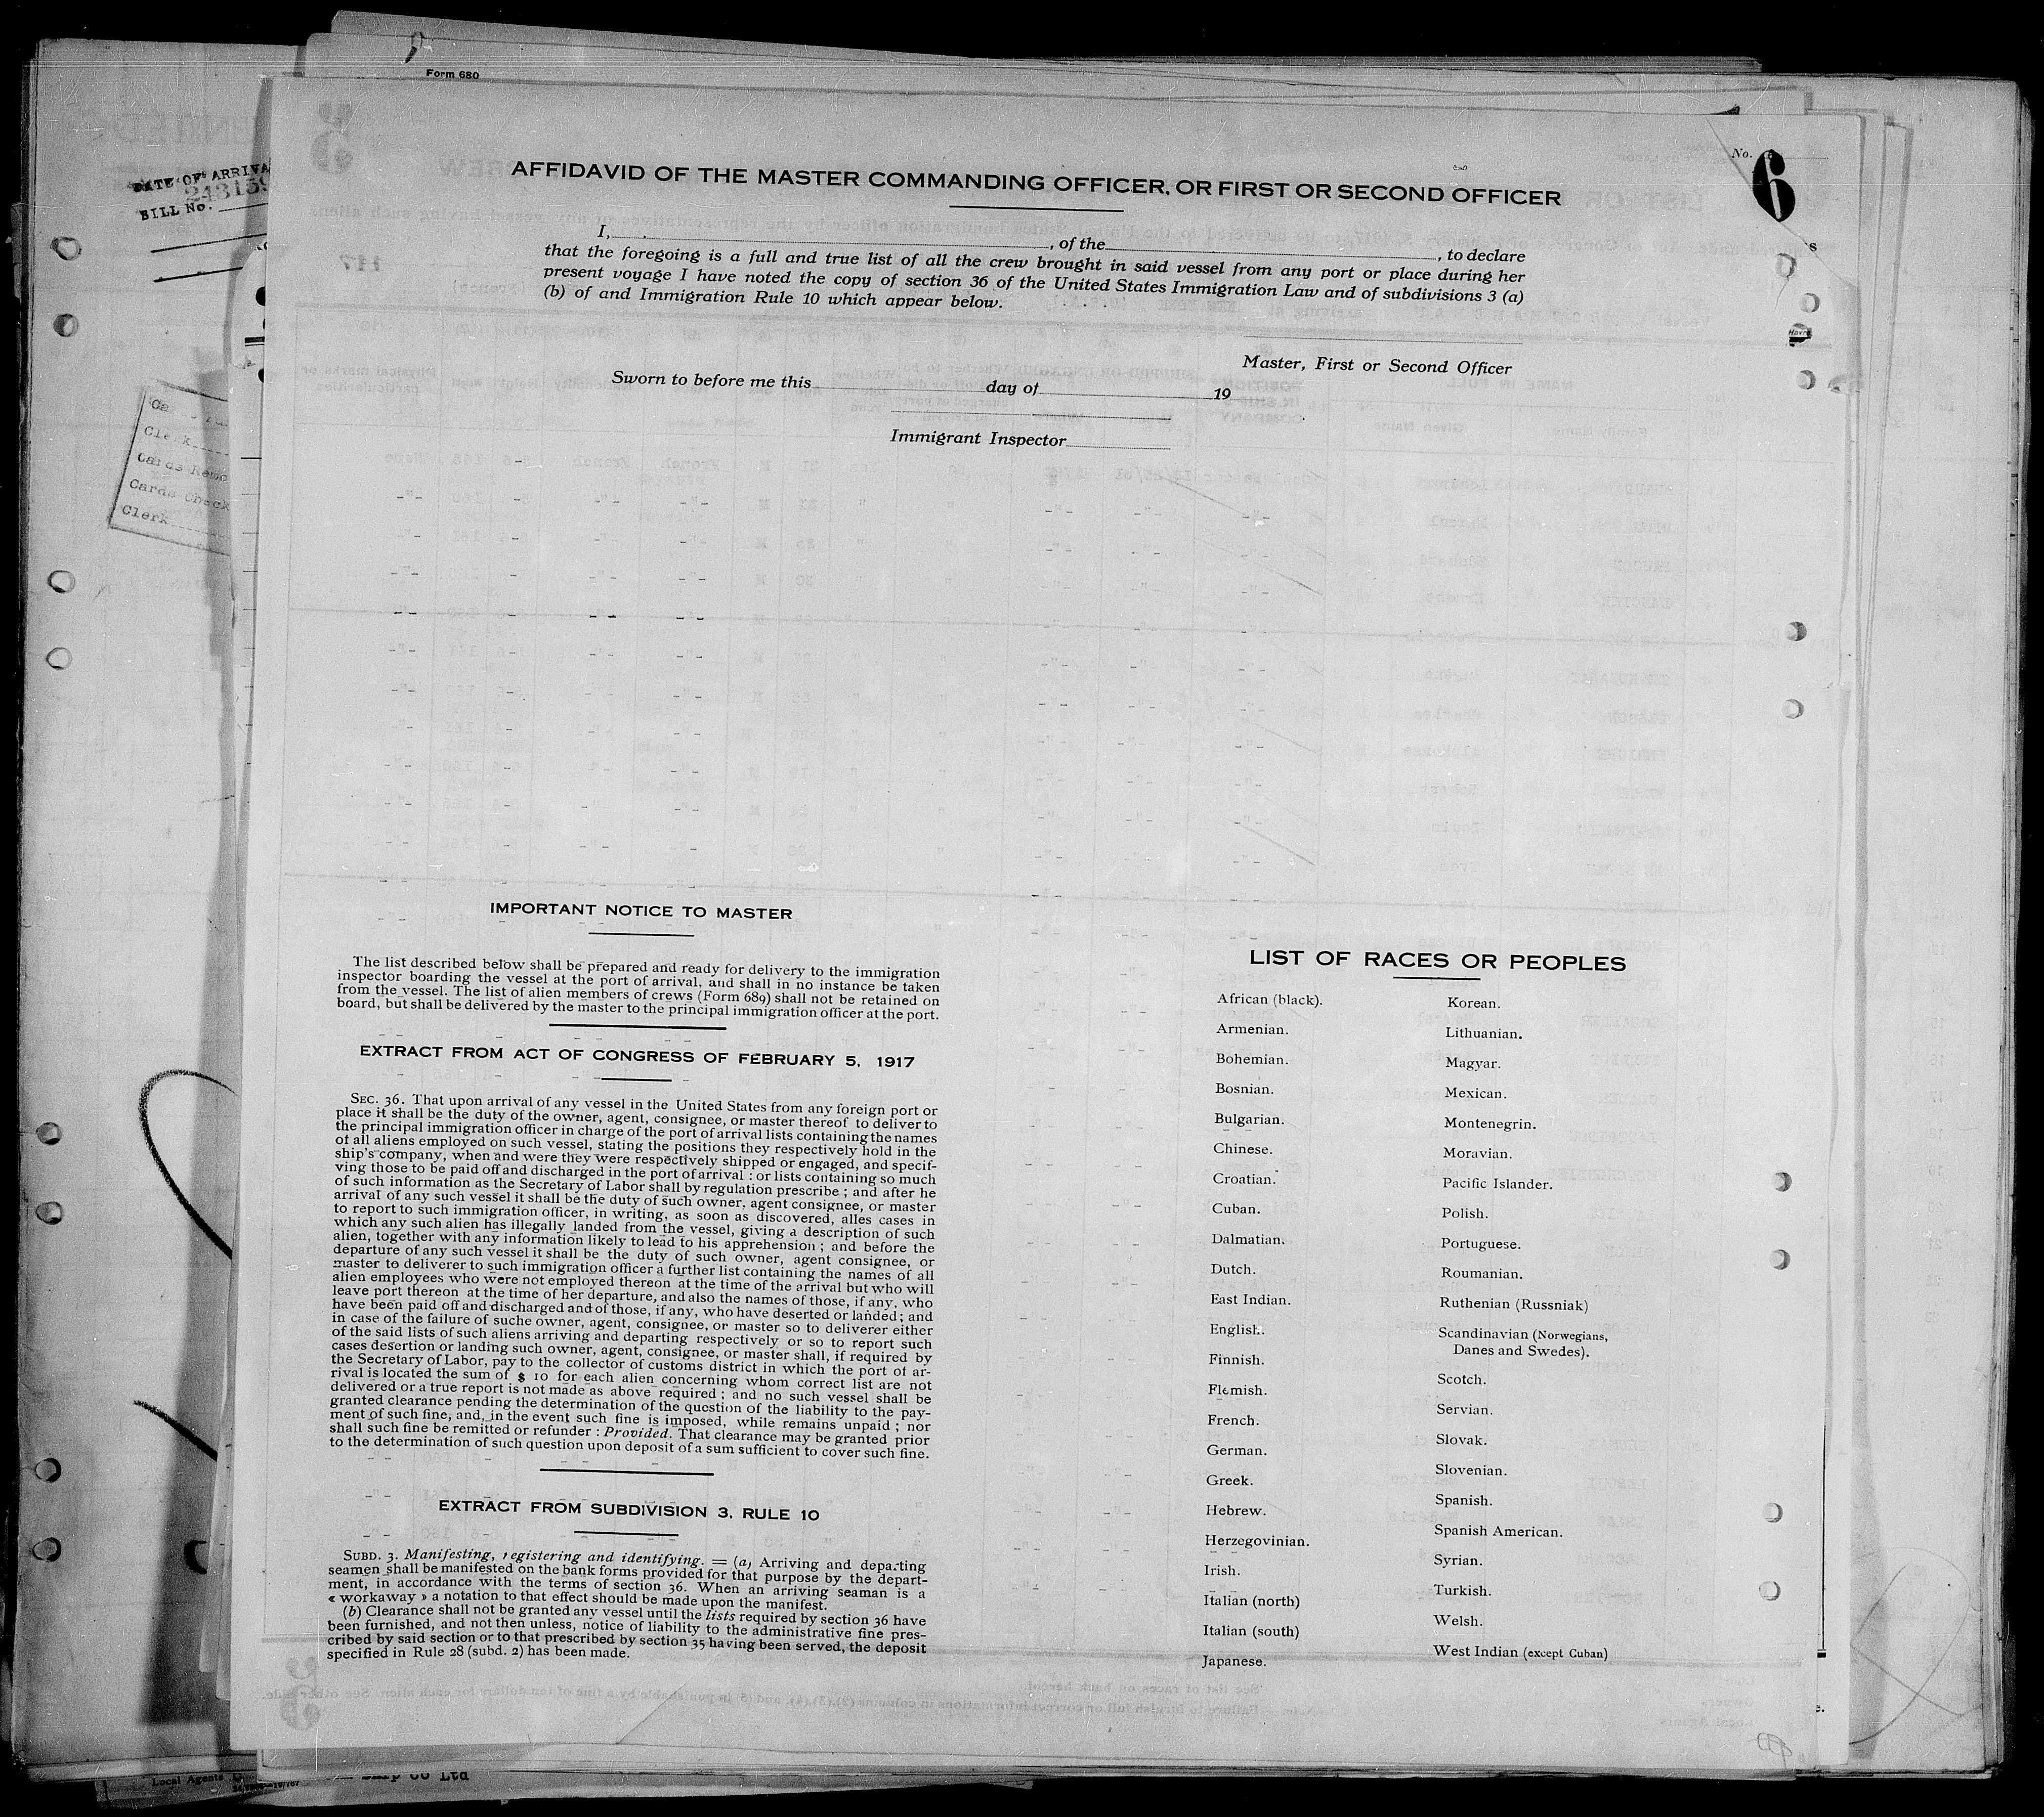 Form 680
DATE OF ARRIVA
243159
BILL No.
Clerk
Cards Check
Clerk
No.
6
AFFIDAVID OF THE MASTER COMMANDING OFFICER, OR FIRST OR SECOND OFFICER
I, , of the , to declare
that the foregoing is a full and true list of all the crew brought in said vessel from any port or place during her
present voyage I have noted the copy of section 36 of the United States Immigration Law and of subdivisions 3 (a)
(b) of and Immigration Rule 10 which appear below.
Master, First or Second Officer
Sworn to before me this day of 19
Immigrant Inspector
IMPORTANT NOTICE TO MASTER
The list described below shall be prepared and ready for delivery to the immigration
inspector boarding the vessel at the port of arrival, and shall in no instance be taken
from the vessel. The list of alien members of crews (Form 689) shall not be retained on
board, but shall be delivered by the master to the principal immigration officer at the port.
EXTRACT FROM ACT OF CONGRESS OF FEBRUARY 5, 1917
SEC. 36. That upon arrival of any vessel in the United States from any foreign port or
place it shall be the duty of the owner, agent, consignee, or master thereof to deliver to
the principal immigration officer in charge of the port of arrival lists containing the names
of all aliens employed on such vessel, stating the positions they respectively hold in the
ship's company, when and were they were respectively shipped or engaged, and specif-
ving those to be paid off and discharged in the port of arrival : or lists containing so much
of such information as the Secretary of Labor shall by regulation prescribe ; and after he
arrival of any such vessel it shall be the duty of such owner, agent consignee, or master
to report to such immigration officer, in writing, as soon as discovered, alles cases in
which any such alien has illegally landed from the vessel, giving a description of such
alien, together with any information likely to lead to his apprehension ; and before the
departure of any such vessel it shall be the duty of such owner, agent consignee, or
master to deliverer to such immigration officer a further list containing the names of all
alien employees who were not employed thereon at the time of the arrival but who will
leave port thereon at the time of her departure, and also the names of those, if any, who
have been paid off and discharged and of those, if any, who have deserted or landed ; and
in case of the failure of suche owner, agent, consignee, or master so to deliverer either
of the said lists of such aliens arriving and departing respectively or so to report such
cases desertion or landing such owner, agent, consignee, or master shall, if required by
the Secretary of Labor, pay to the collector of customs district in which the port of ar-
rival is located the sum of $ 10 for each alien concerning whom correct list are not
delivered or a true report is not made as above required ; and no such vessel shall be
granted clearance pending the determination of the question of the liability to the pay-
ment of such fine, and, in the event such fine is imposed, while remains unpaid ; nor
shall such fine be remitted or refunder : Provided. That clearance may be granted prior
to the determination of such question upon deposit of a sum sufficient to cover such fine.
EXTRACT FROM SUBDIVISION 3, RULE 10
SUBD. 3. Manifesting, registering and identifying. = (a) Arriving and departing
seamen shall be manifested on the bank forms provided for that purpose by the depart-
ment, in accordance with the terms of section 36. When an arriving seaman is a
« workaway » a notation to that effect should be made upon the manifest.
(b) Clearance shall not be granted any vessel until the lists required by section 36 have
been furnished, and not then unless, notice of liability to the administrative fine pres-
cribed by said section or to that prescribed by section 35 having been served, the deposit
specified in Rule 28 (subd. 2) has been made.
LIST OF RACES OR PEOPLES
African (black).
Armenian.
Bohemian.
Bosnian.
Bulgarian.
Chinese.
Croatian.
Cuban.
Dalmatian.
Dutch.
East Indian.
English.
Finnish.
Flemish.
French.
German.
Greek.
Hebrew.
Herzegovinian.
Irish.
Italian (north)
Italian (south)
Japanese.
Korean.
Lithuanian.
Magyar.
Mexican.
Montenegrin.
Moravian.
Pacific Islander.
Polish.
Portuguese.
Roumanian.
Ruthenian (Russniak)
Scandinavian (Norwegians,
Danes and Swedes).
Scotch.
Servian.
Slovak.
Slovenian.
Spanish.
Spanish American.
Syrian.
Turkish.
Welsh.
West Indian (except Cuban)
Local Agents
Co Ltd